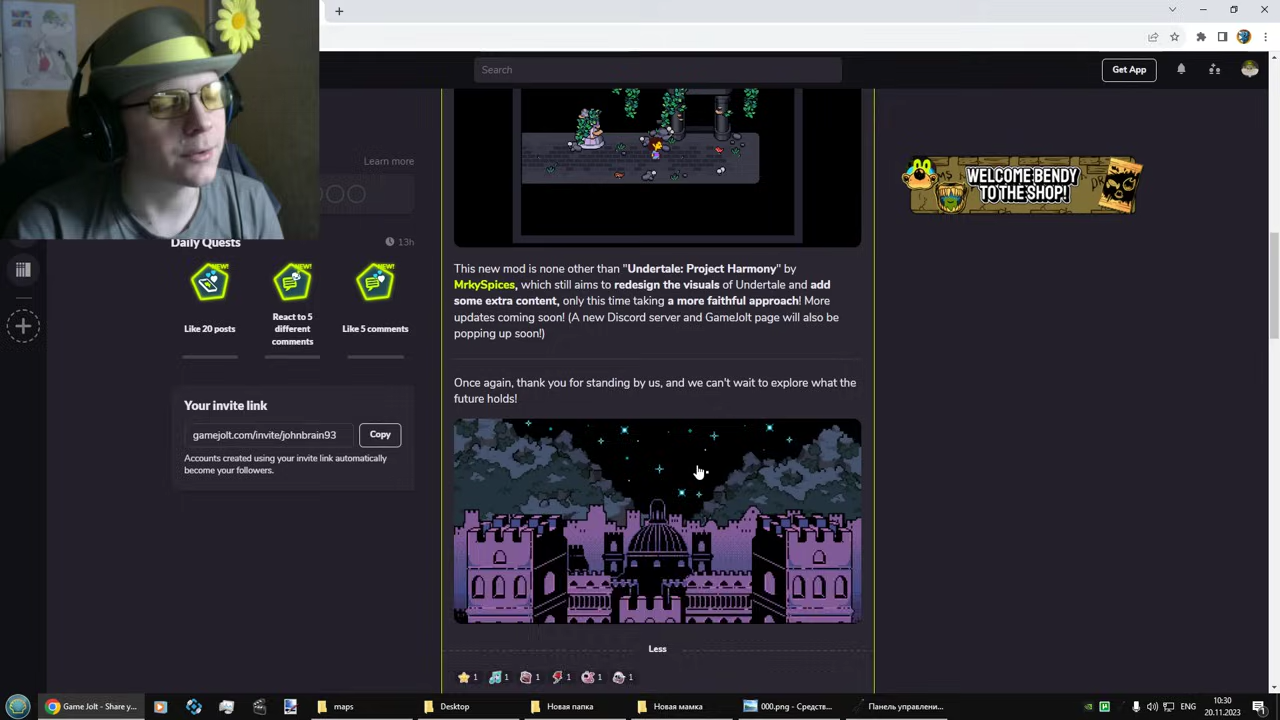 Search
Get App
Learn more
WELCOME BENDY
TO THE SHOP!
Daily Quests
13h
NEW!
NEW!
NEW!
Like 20 posts
React to 5
different
comments
Like 5 comments
This new mod is none other than "Undertale: Project Harmony" by
MrkySpices, which still aims to redesign the visuals of Undertale and add
some extra content, only this time taking a more faithful approach! More
updates coming soon! (A new Discord server and GameJolt page will also be
popping up soon!)
Once again, thank you for standing by us, and we can't wait to explore what the
future holds!
Your invite link
gamejolt.com/invite/johnbrain93
Copy
Accounts created using your invite link automatically
become your followers.
Less
1
1
1
1
1
1
Game Jolt - Share y...
maps
Desktop
Новая папка
Новая мамка
000.png - Средств...
Панель управлени...
ENG
10:30
20.11.2023